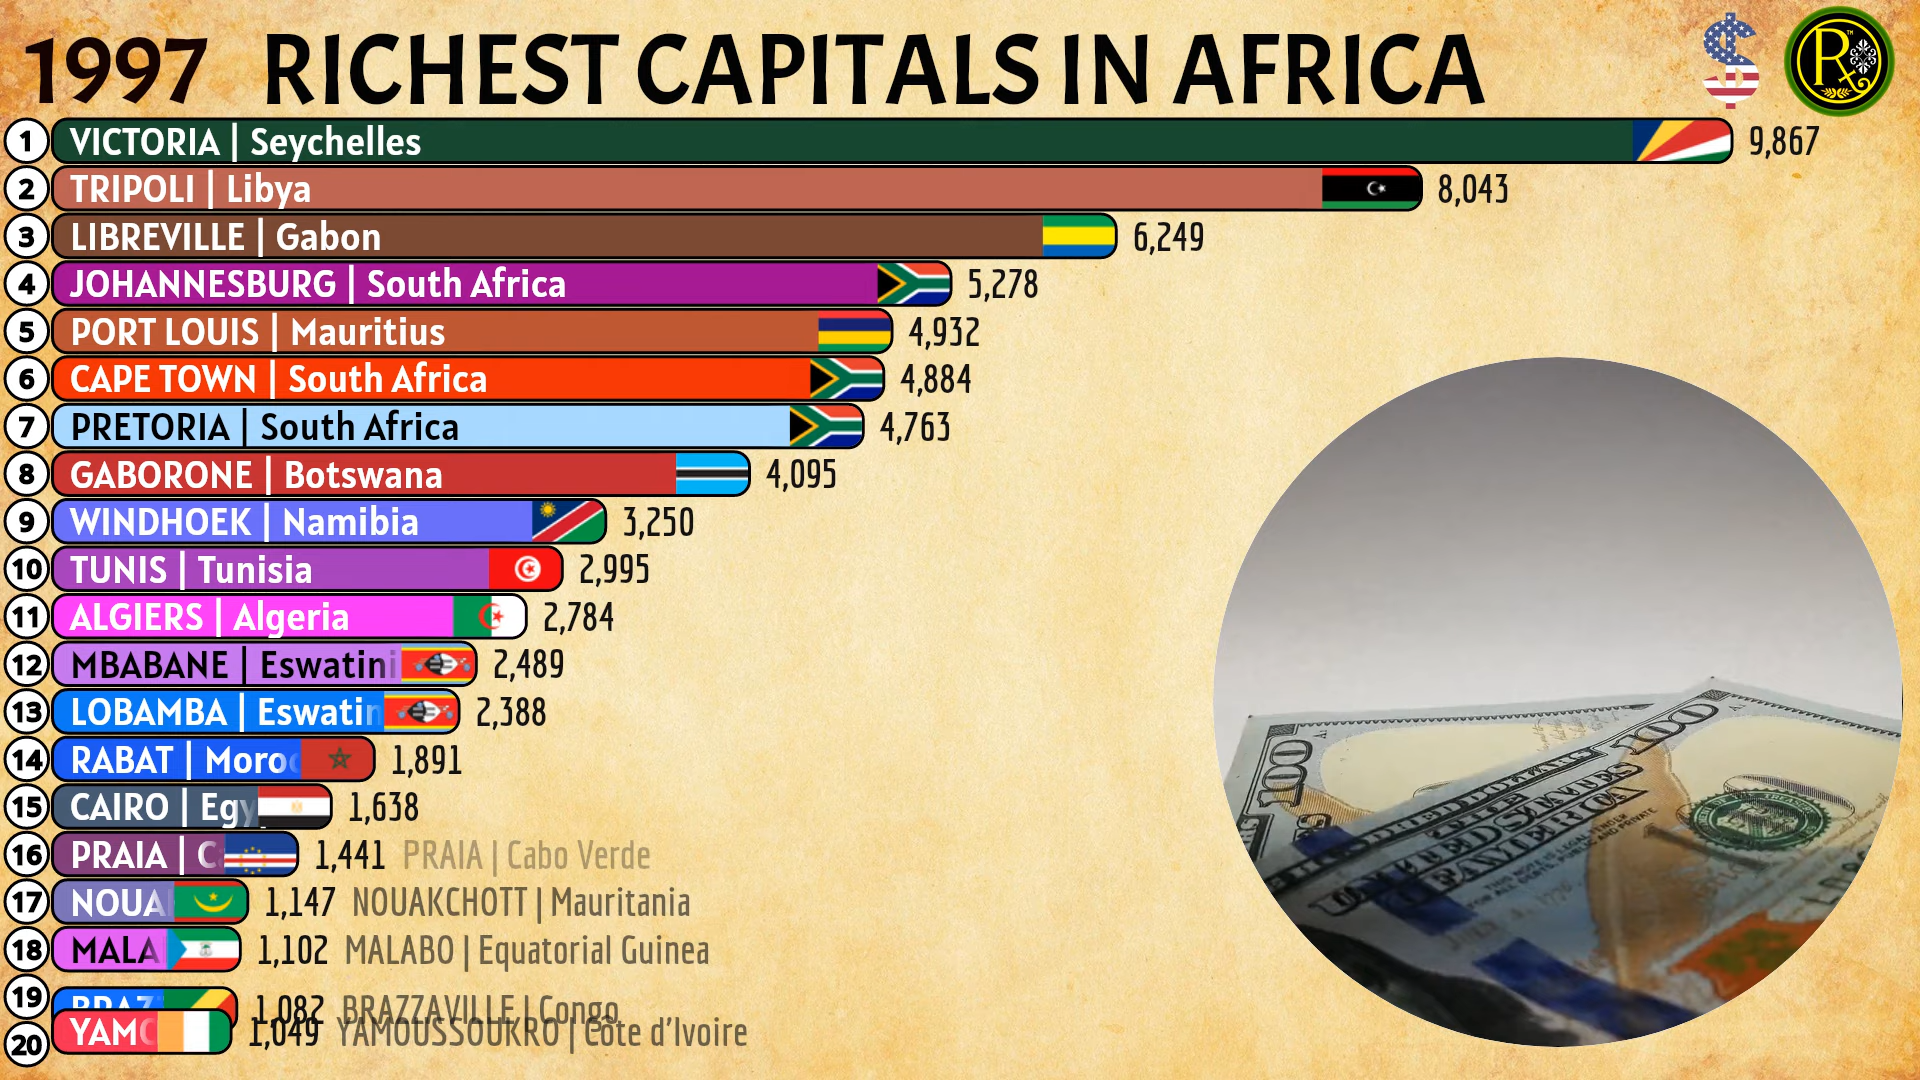 1997 RICHEST CAPITALS IN AFRICA
1 VICTORIA | Seychelles 9,867
2 TRIPOLI | Libya 8,043
3 LIBREVILLE | Gabon 6,249
4 JOHANNESBURG | South Africa 5,278
5 PORT LOUIS | Mauritius 4,932
6 CAPE TOWN | South Africa 4,884
7 PRETORIA | South Africa 4,763
8 GABORONE | Botswana 4,095
9 WINDHOEK | Namibia 3,250
10 TUNIS | Tunisia 2,995
11 ALGIERS | Algeria 2,784
12 MBABANE | Eswatini 2,489
13 LOBAMBA | Eswatin 2,388
14 RABAT | Moroc 1,891
15 CAIRO | Egy 1,638
16 PRAIA | C 1,441 PRAIA | Cabo Verde
17 NOUA 1,147 NOUAKCHOTT | Mauritania
18 MALA 1,102 MALABO | Equatorial Guinea
19 BRAZ 1,082 BRAZZAVILLE | Congo
20 YAMO 1,049 YAMOUSSOUKRO | Côte d'Ivoire
$
Rx
100
100